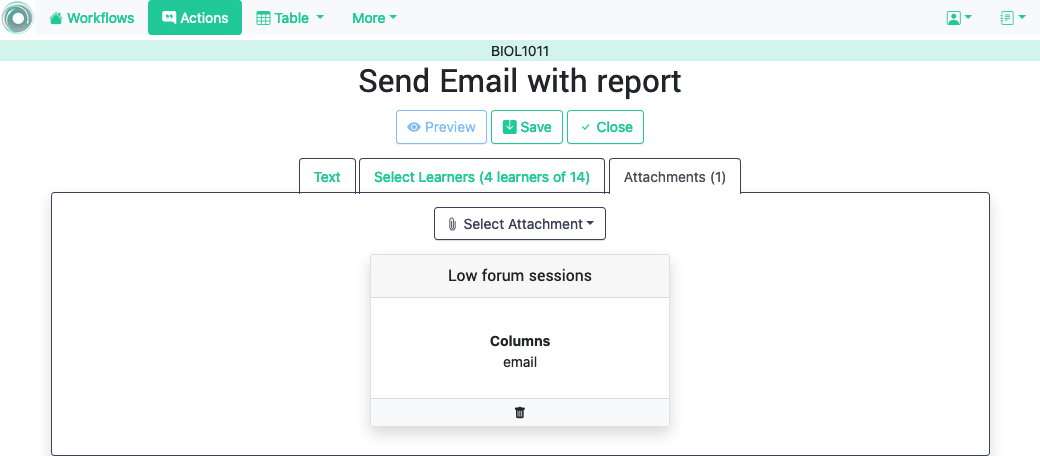 Workflows Actions Table More
BIOL1011
Send Email with report
Preview Save Close
Text Select Learners (4 learners of 14) Attachments (1)
Select Attachment
Low forum sessions
Columns
email